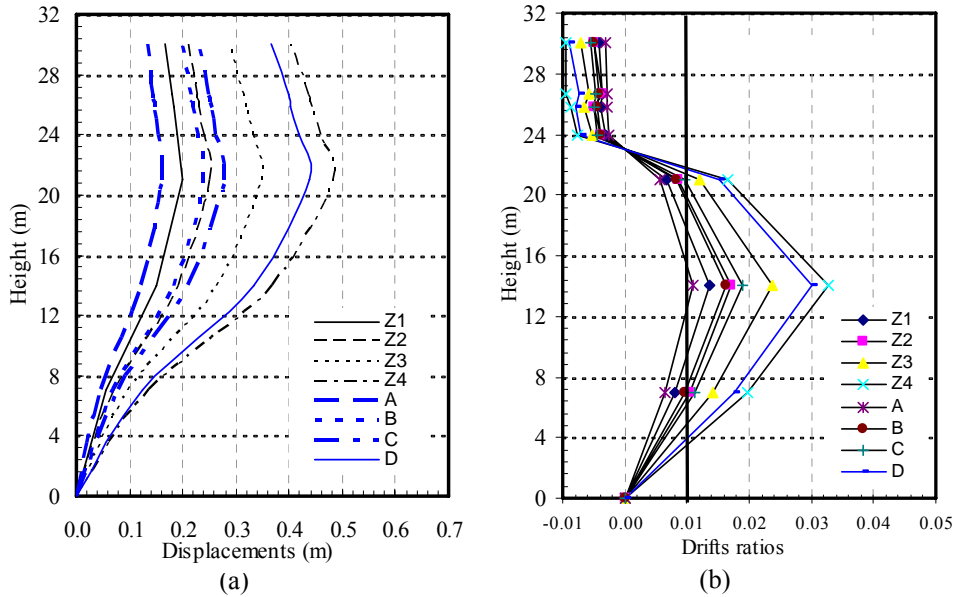 32
28
24
20
16
12
8
4
0
Height (m)
0.0 0.1 0.2 0.3 0.4 0.5 0.6 0.7
Displacements (m)
Z1
Z2
Z3
Z4
A
B
C
D
(a)
32
28
24
20
16
12
8
4
0
Height (m)
-0.01 0.00 0.01 0.02 0.03 0.04 0.05
Drifts ratios
Z1
Z2
Z3
Z4
A
B
C
D
(b)